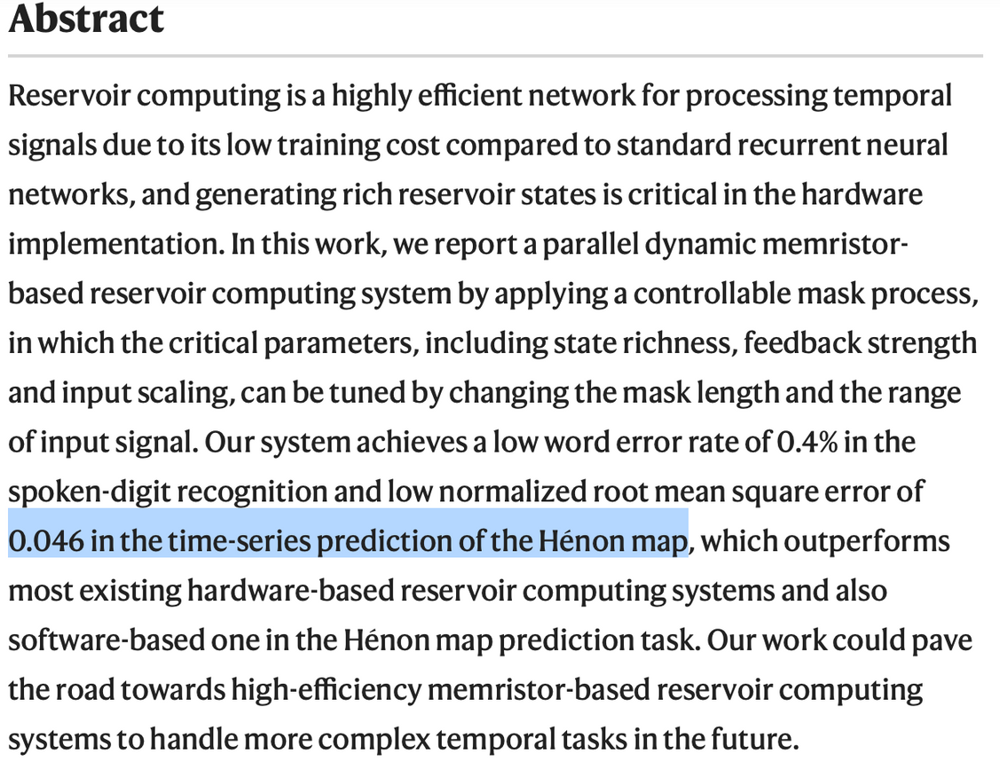 Abstract
Reservoir computing is a highly efficient network for processing temporal
signals due to its low training cost compared to standard recurrent neural
networks, and generating rich reservoir states is critical in the hardware
implementation. In this work, we report a parallel dynamic memristor-
based reservoir computing system by applying a controllable mask process,
in which the critical parameters, including state richness, feedback strength
and input scaling, can be tuned by changing the mask length and the range
of input signal. Our system achieves a low word error rate of 0.4% in the
spoken-digit recognition and low normalized root mean square error of
0.046 in the time-series prediction of the Hénon map, which outperforms
most existing hardware-based reservoir computing systems and also
software-based one in the Hénon map prediction task. Our work could pave
the road towards high-efficiency memristor-based reservoir computing
systems to handle more complex temporal tasks in the future.